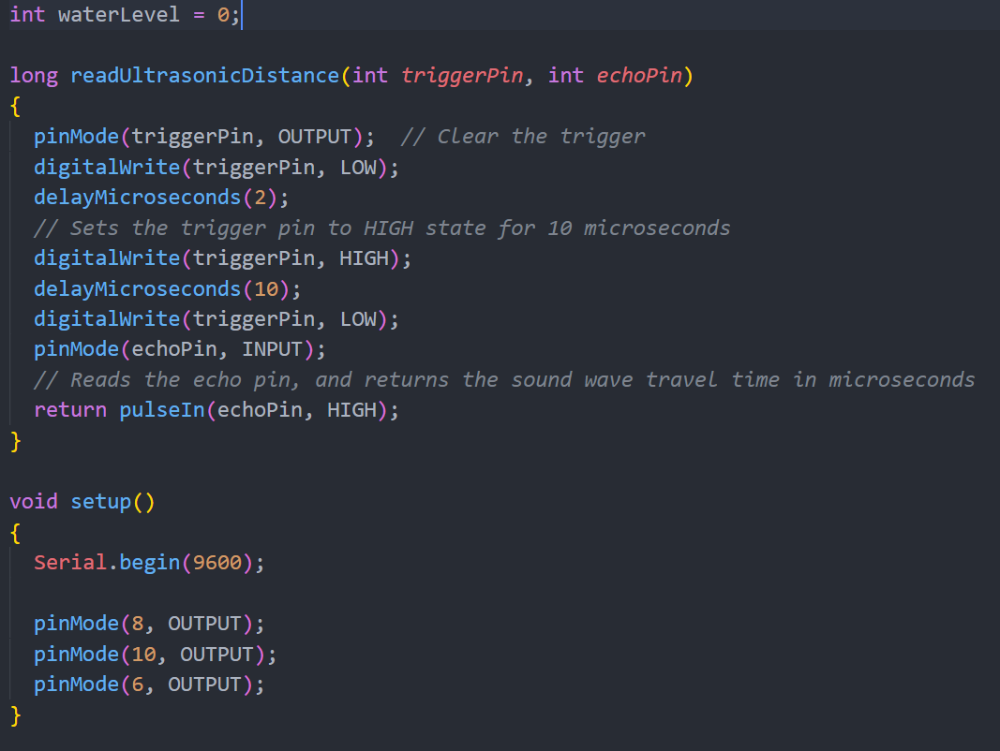 int waterLevel = 0;
long readUltrasonicDistance(int triggerPin, int echoPin)
{
pinMode(triggerPin, OUTPUT);  // Clear the trigger
digitalWrite(triggerPin, LOW);
delayMicroseconds(2);
// Sets the trigger pin to HIGH state for 10 microseconds
digitalWrite(triggerPin, HIGH);
delayMicroseconds(10);
digitalWrite(triggerPin, LOW);
pinMode(echoPin, INPUT);
// Reads the echo pin, and returns the sound wave travel time in microseconds
return pulseIn(echoPin, HIGH);
}
void setup()
{
Serial.begin(9600);
pinMode(8, OUTPUT);
pinMode(10, OUTPUT);
pinMode(6, OUTPUT);
}